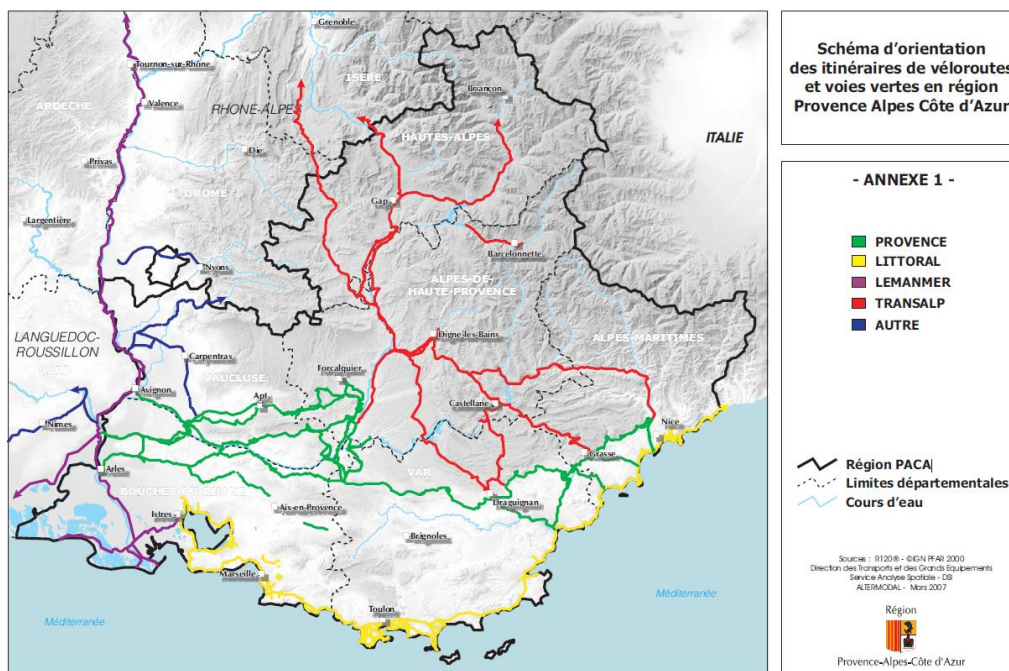 Grenoble
Tournon-sur-Rhône
ISERE
Briançon
ARDECHE
Valence
RHONE-ALPES
HAUTES-ALPES
ITALIE
Die
Privas
DROME
Gap
Largentière
Barcelonnette
Nyons
ALPES-DE-
HAUTE-PROVENCE
LANGUEDOC-
ROUSSILLON
Digne-les-Bains
ALPES-MARITIMES
Carpentras
VAUCLUSE
Forcalquier
Avignon
Apt
Castellane
Nîmes
Nice
Grasse
Arles
VAR
BOUCHES-DU-RHONE
Draguignan
Istres
Aix-en-Provence
Brignoles
Marseille
Toulon
Méditerranée
Méditerranée
Schéma d'orientation
des itinéraires de véloroutes
et voies vertes en région
Provence Alpes Côte d'Azur
- ANNEXE 1 -
PROVENCE
LITTORAL
LEMANMER
TRANSALP
AUTRE
Région PACA
Limites départementales
Cours d'eau
Sources : R120® - ©IGN PFAR 2000
Direction des Transports et des Grands Equipements
Service Analyse Spatiale - DSI
ALTERMODAL - Mars 2007
Région
Provence-Alpes-Côte d'Azur